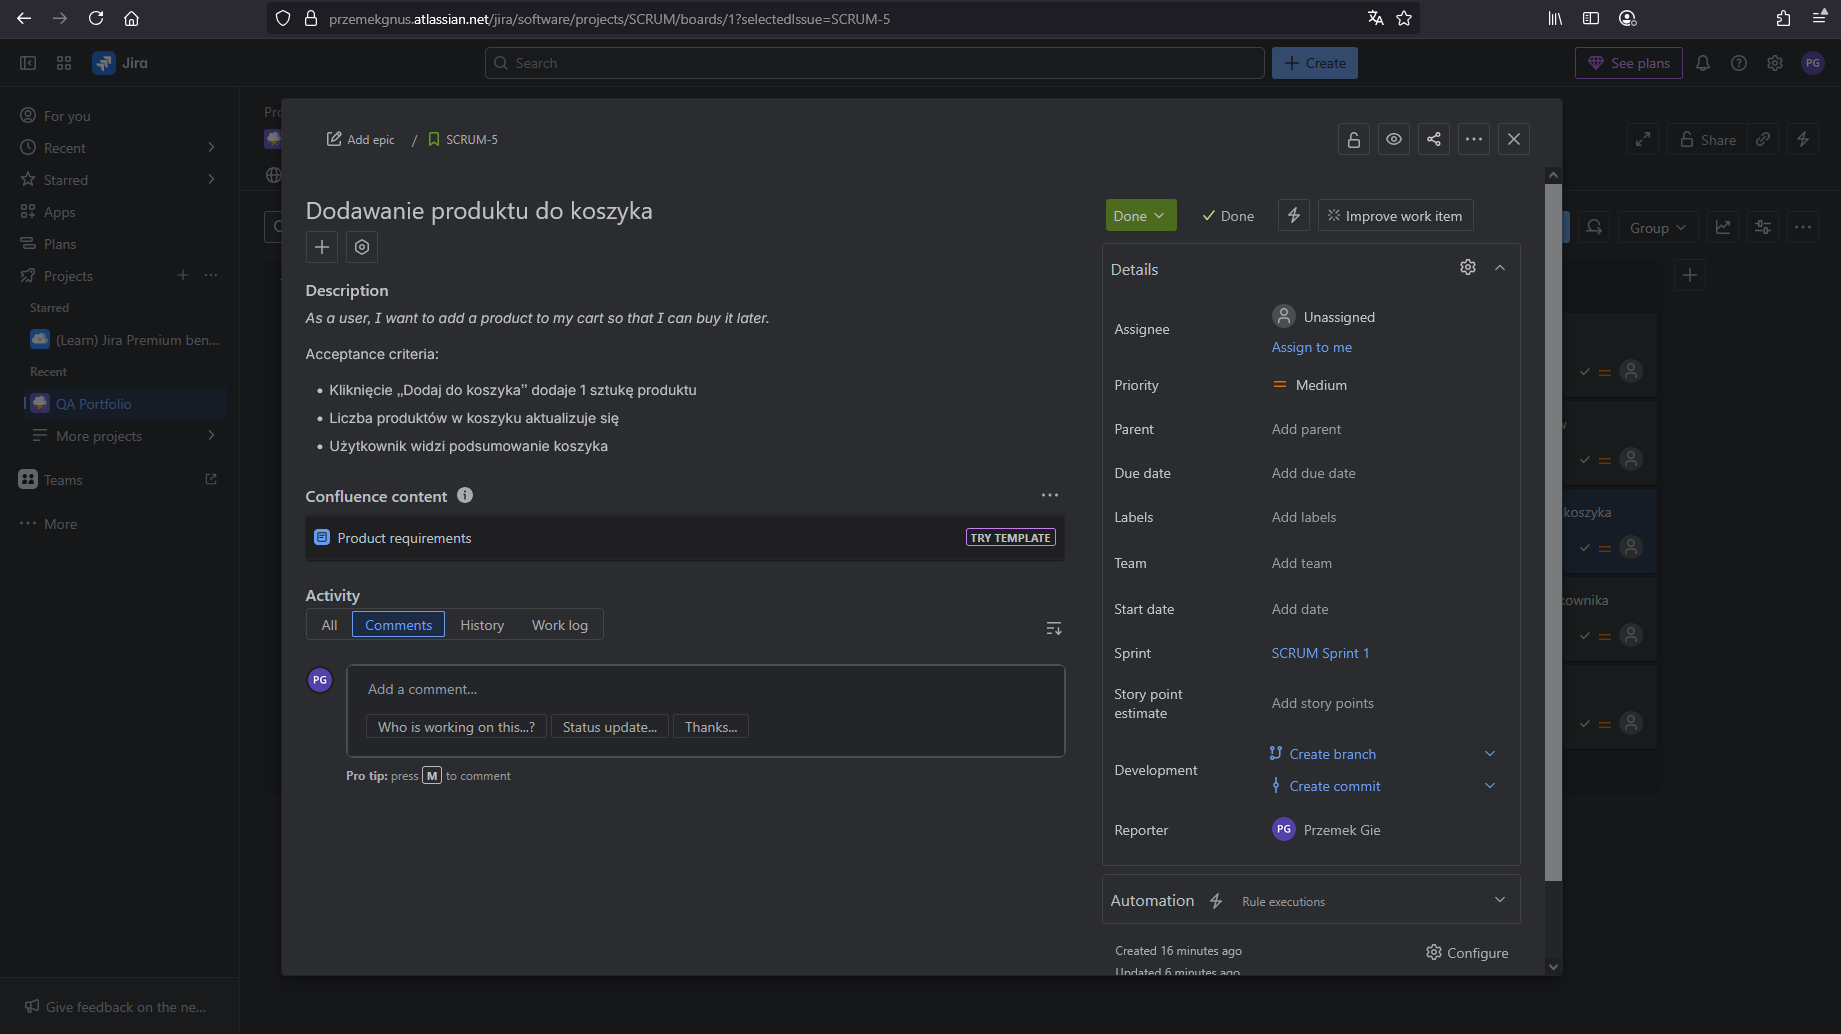 przemekgnus.atlassian.net/jira/software/projects/SCRUM/boards/1?selectedIssue=SCRUM-5
Jira
Search
Create
See plans
PG
For you
Recent
Starred
Apps
Plans
Projects
Starred
(Learn) Jira Premium ben...
Recent
QA Portfolio
More projects
Teams
More
Give feedback on the ne...
Share
Group
koszyka
Add epic / SCRUM-5
Dodawanie produktu do koszyka
Description
As a user, I want to add a product to my cart so that I can buy it later.
Acceptance criteria:
• Kliknięcie „Dodaj do koszyka” dodaje 1 sztukę produktu
• Liczba produktów w koszyku aktualizuje się
• Użytkownik widzi podsumowanie koszyka
Confluence content
Product requirements
TRY TEMPLATE
Activity
All Comments History Work log
PG
Add a comment...
Who is working on this...? Status update... Thanks...
Pro tip: press M to comment
Done
Done
Improve work item
Details
Assignee
Unassigned
Assign to me
Priority
Medium
Parent
Add parent
Due date
Add due date
Labels
Add labels
Team
Add team
Start date
Add date
Sprint
SCRUM Sprint 1
Story point
estimate
Add story points
Development
Create branch
Create commit
Reporter
PG Przemek Gie
Automation
Rule executions
Created 16 minutes ago
Updated 6 minutes ago
Configure